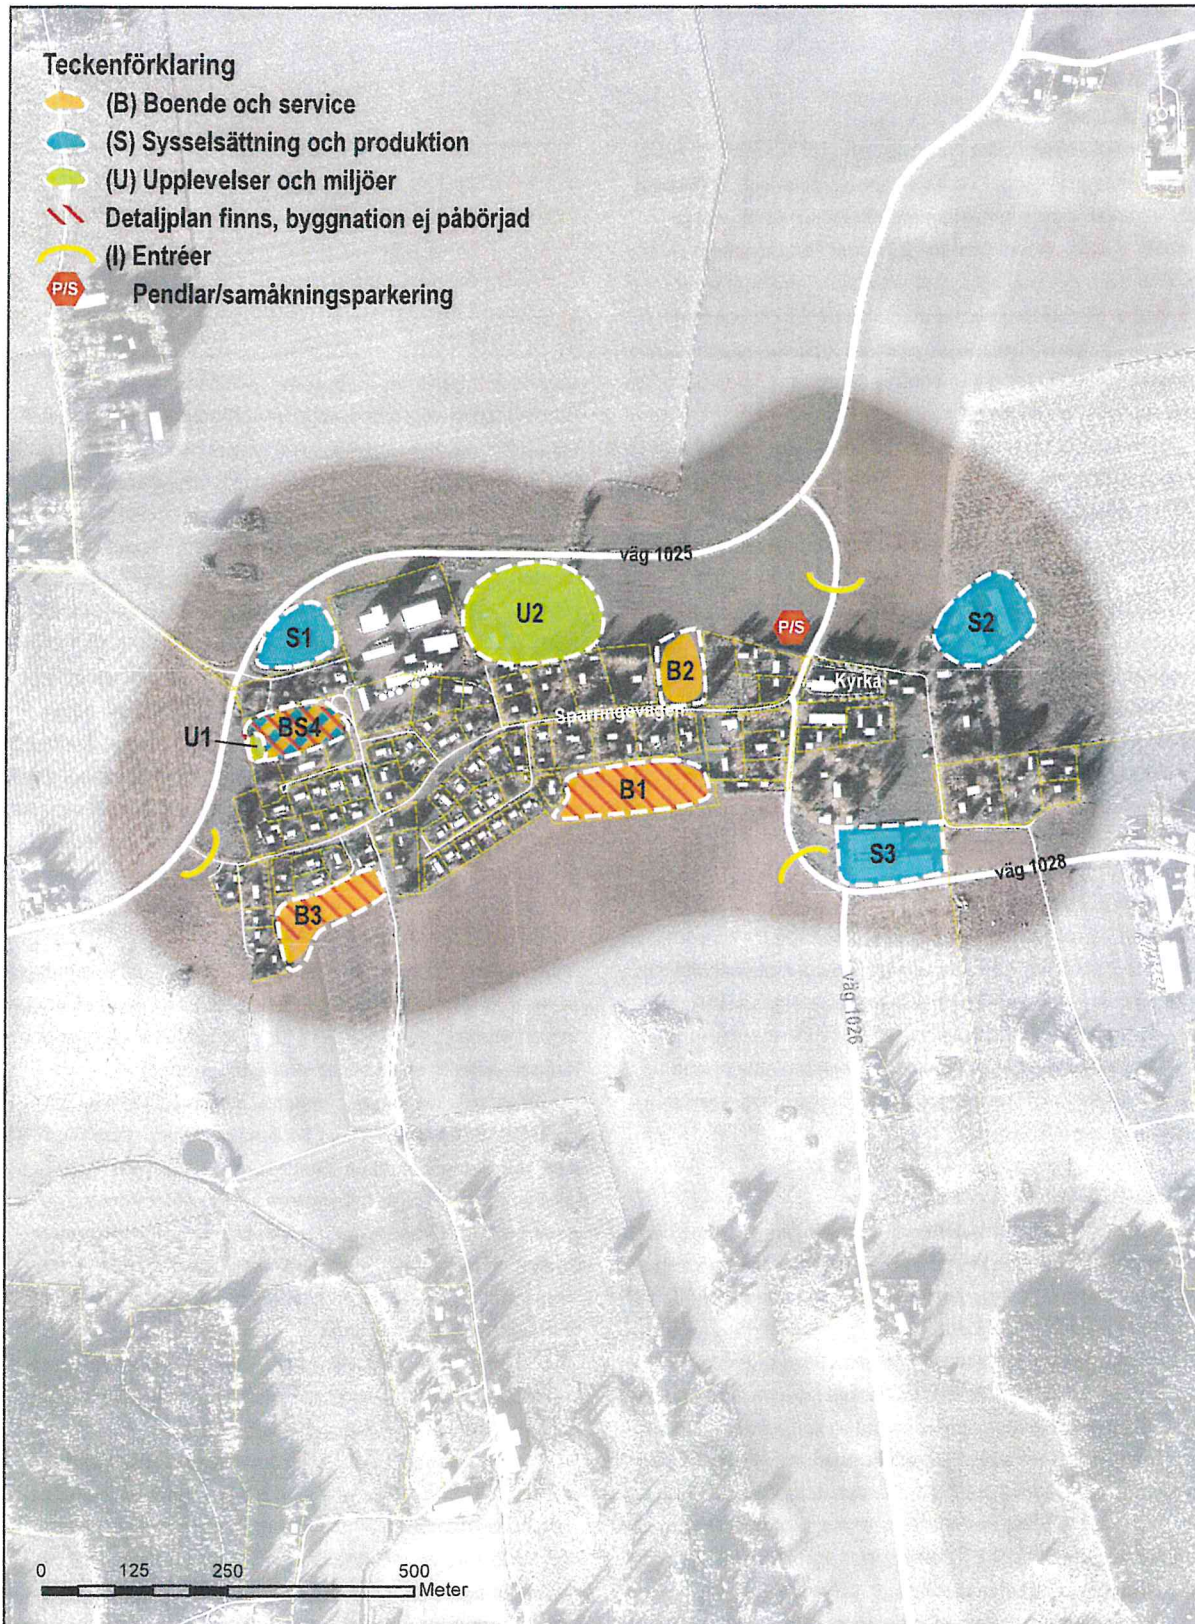 Teckenförklaring
(B) Boende och service
(S) Sysselsättning och produktion
(U) Upplevelser och miljöer
Detaljplan finns, byggnation ej påbörjad
(I) Entréer
P/S Pendlar/samåkningsparkering
väg 1025
U2
S1
P/S
S2
B2
Kyrka
Sparringevägen
U1
BS4
B1
S3
väg 1028
B3
väg 1026
0 125 250 500
Meter